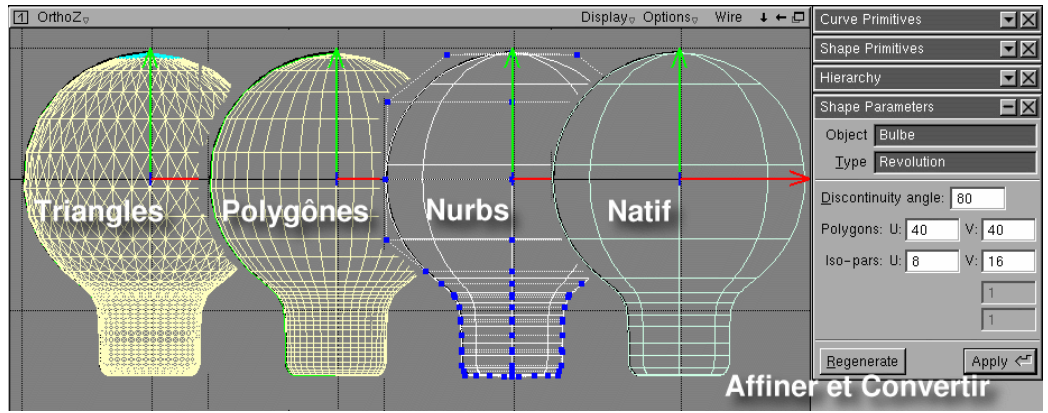 1 OrthoZ Display Options Wire
Triangles Polygônes Nurbs Natif
Curve Primitives
Shape Primitives
Hierarchy
Shape Parameters
Object Bulbe
Type Revolution
Discontinuity angle: 80
Polygons: U: 40 V: 40
Iso-pars: U: 8 V: 16
1
1
Regenerate Apply
Affiner et Convertir